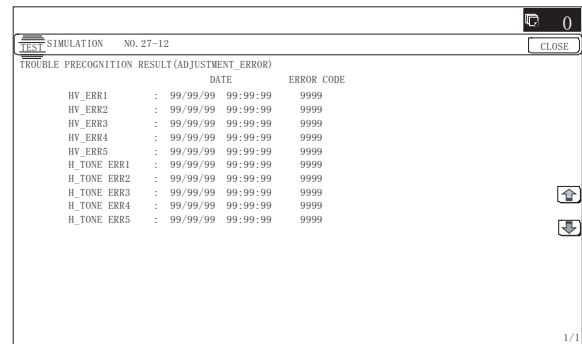 0
TEST SIMULATION NO.27-12 CLOSE
TROUBLE PRECOGNITION RESULT(ADJUSTMENT_ERROR)
DATE ERROR CODE
HV_ERR1 : 99/99/99 99:99:99 9999
HV_ERR2 : 99/99/99 99:99:99 9999
HV_ERR3 : 99/99/99 99:99:99 9999
HV_ERR4 : 99/99/99 99:99:99 9999
HV_ERR5 : 99/99/99 99:99:99 9999
H_TONE ERR1 : 99/99/99 99:99:99 9999
H_TONE ERR2 : 99/99/99 99:99:99 9999
H_TONE ERR3 : 99/99/99 99:99:99 9999
H_TONE ERR4 : 99/99/99 99:99:99 9999
H_TONE ERR5 : 99/99/99 99:99:99 9999
1/1